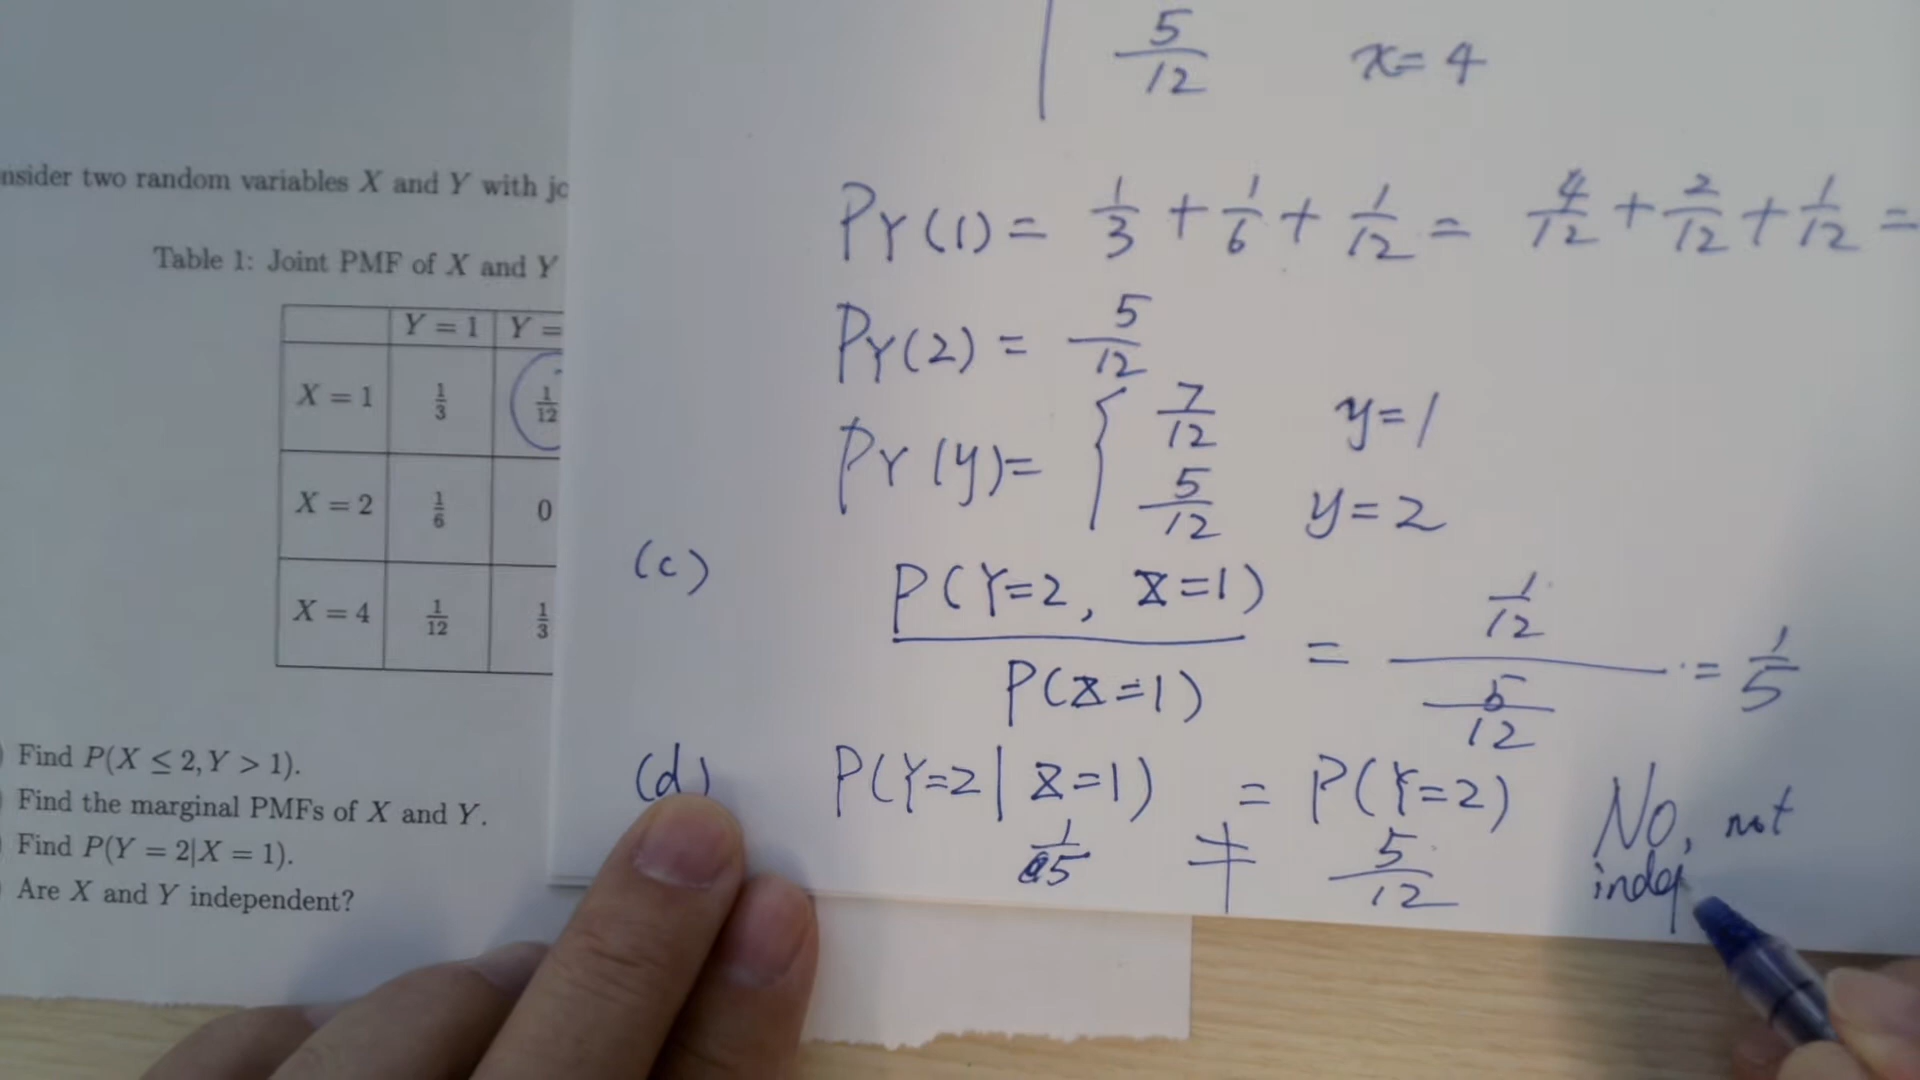 nsider two random variables X and Y with jo
Table 1: Joint PMF of X and Y
Y = 1 Y =
X = 1 1/3 1/12
X = 2 1/6 0
X = 4 1/12 1/3
Find P(X ≤ 2, Y > 1).
Find the marginal PMFs of X and Y.
Find P(Y = 2|X = 1).
Are X and Y independent?
5/12 x = 4
PY(1) = 1/3 + 1/6 + 1/12 = 4/12 + 2/12 + 1/12 =
PY(2) = 5/12
PY(y) = { 7/12 y = 1
5/12 y = 2
(c) P(Y=2, X=1) / P(X=1) = (1/12) / (5/12) = 1/5
(d) P(Y=2 | X=1) = P(Y=2) No, not
1/5 ≠ 5/12 indep